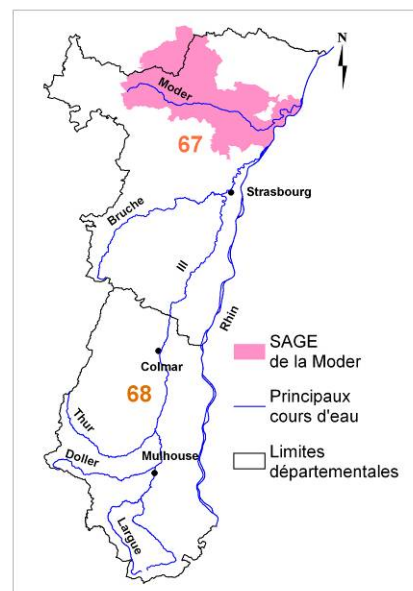 N
Moder
67
Strasbourg
Bruche
Ill
Rhin
SAGE
de la Moder
Colmar
68
Principaux
cours d'eau
Thur
Doller
Mulhouse
Limites
départementales
Largue